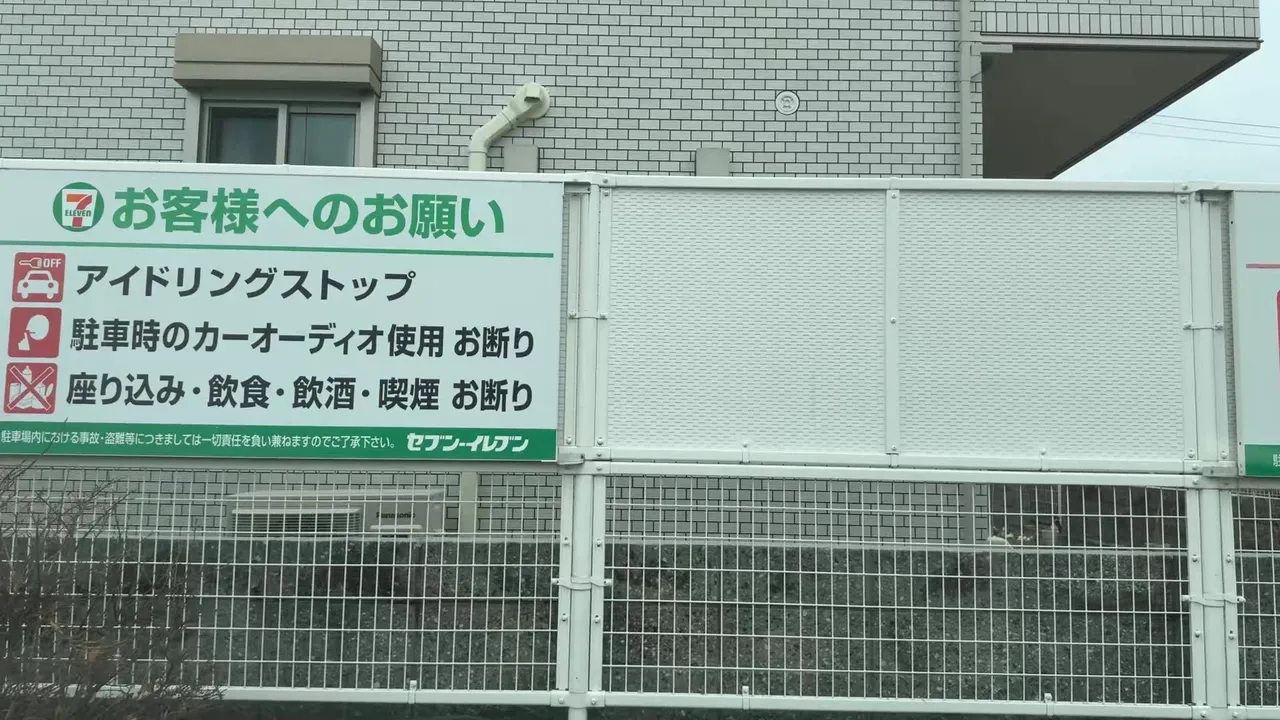 7 ELEVEN お客様へのお願い
OFF アイドリングストップ
駐車時のカーオーディオ使用 お断り
座り込み・飲食・飲酒・喫煙 お断り
駐車場内における事故・盗難等につきましては一切責任を負い兼ねますのでご了承下さい。 セブン-イレブン
Panasonic